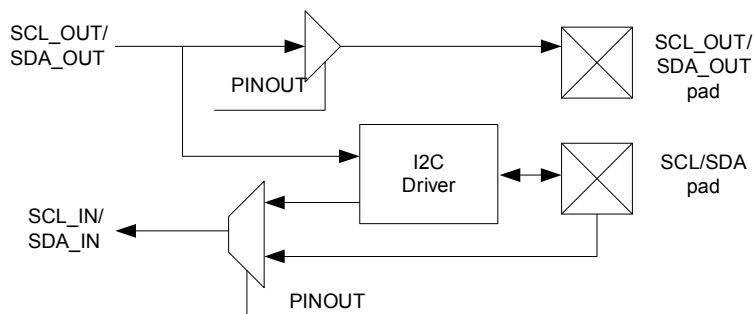 SCL_OUT/
SDA_OUT
SCL_OUT/
SDA_OUT
pad
PINOUT
I2C
Driver
SCL/SDA
pad
SCL_IN/
SDA_IN
PINOUT